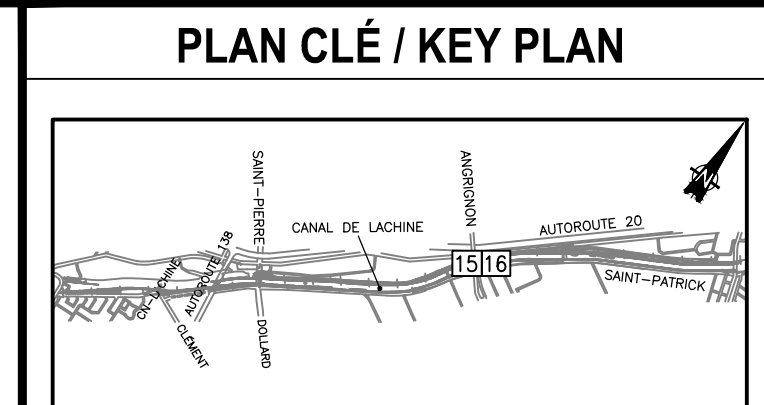 PLAN CLÉ / KEY PLAN
N
SAINT-PIERRE
ANGRIGNON
CANAL DE LACHINE
AUTOROUTE 20
AUTOROUTE 138
CN-LACHINE
15 16
SAINT-PATRICK
CLÉMENT
DOLLARD